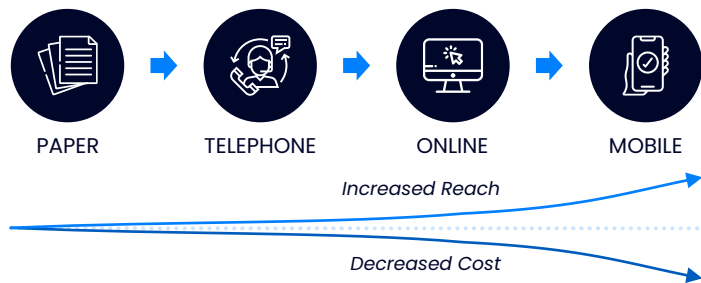 PAPER
TELEPHONE
ONLINE
MOBILE
Increased Reach
Decreased Cost